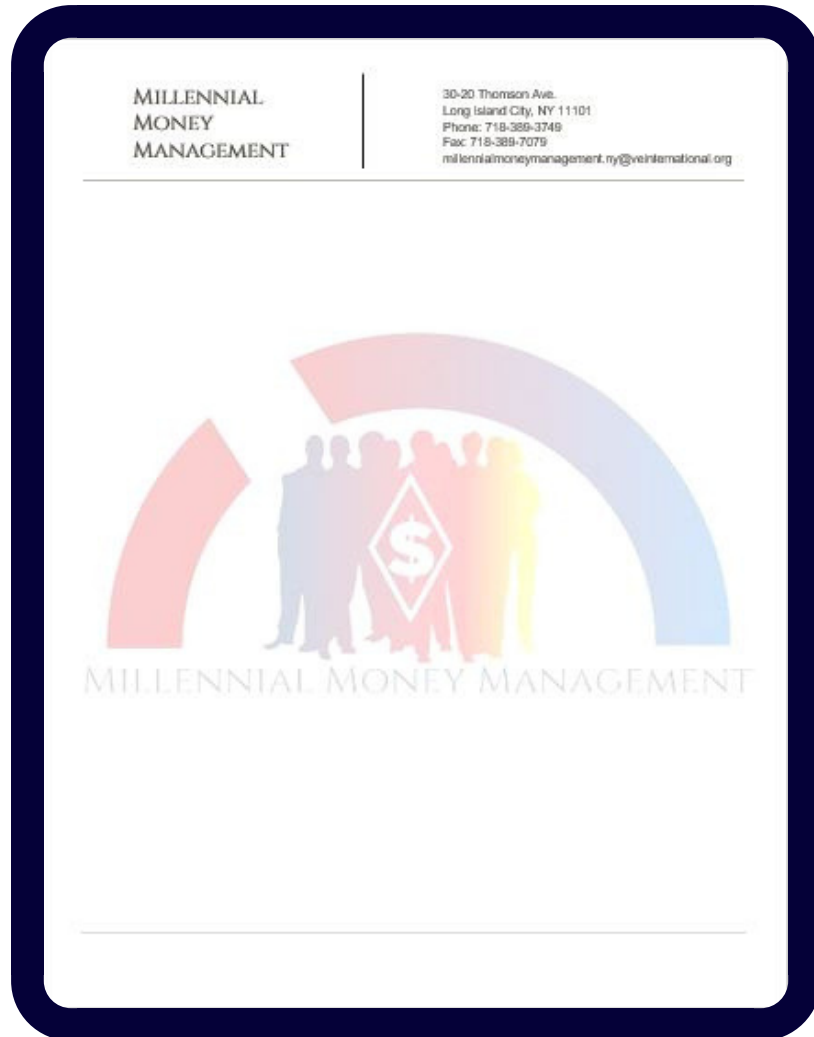 MILLENNIAL
MONEY
MANAGEMENT
30-20 Thomson Ave.
Long Island City, NY 11101
Phone: 718-389-3749
Fax: 718-389-7079
millennialmoneymanagement.ny@veinternational.org
$
MILLENNIAL MONEY MANAGEMENT